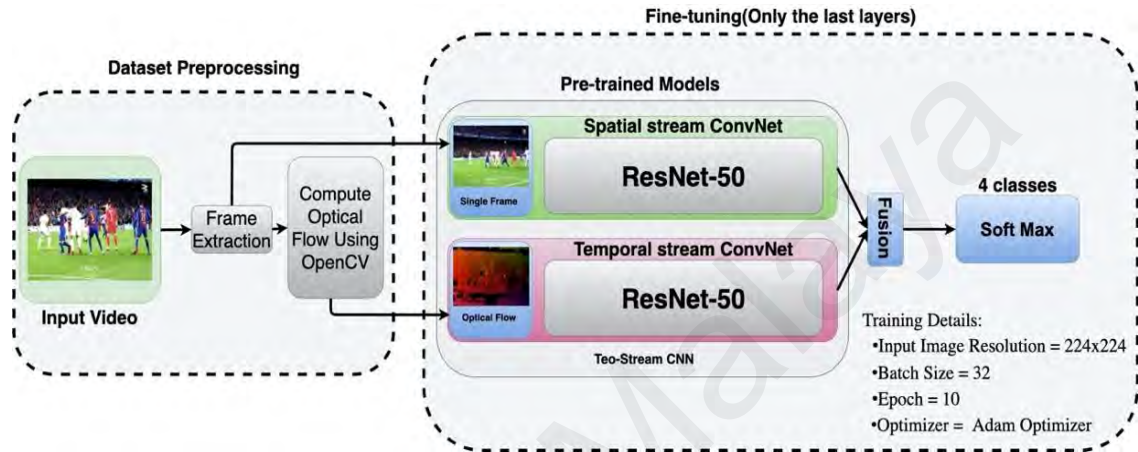 Fine-tuning(Only the last layers)
Dataset Preprocessing
Pre-trained Models
Spatial stream ConvNet
ResNet-50
Single Frame
Frame
Extraction
Compute
Optical
Flow Using
OpenCV
Input Video
Temporal stream ConvNet
ResNet-50
Optical Flow
Teo-Stream CNN
Fusion
4 classes
Soft Max
Training Details:
•Input Image Resolution = 224x224
•Batch Size = 32
•Epoch = 10
•Optimizer = Adam Optimizer
Malaya